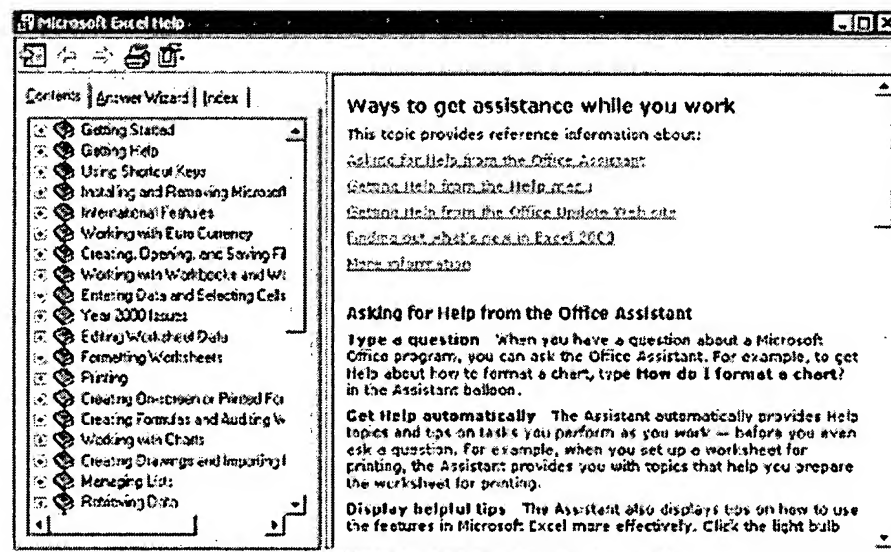 Microsoft Excel Help
Contents Answer Wizard Index
Getting Started
Getting Help
Using Shortcut Keys
Installing and Removing Microsoft
International Features
Working with Euro Currency
Creating, Opening, and Saving Fil
Working with Workbooks and Wo
Entering Data and Selecting Cells
Year 2000 Issues
Editing Worksheet Data
Formatting Worksheets
Printing
Creating On-screen or Printed For
Creating Formulas and Auditing W
Working with Charts
Creating Drawings and Importing I
Managing Lists
Retrieving Data
Ways to get assistance while you work
This topic provides reference information about:
Asking for Help from the Office Assistant
Getting Help from the Help menu
Getting Help from the Office Update Web site
Finding out what's new in Excel 2000
More information
Asking for Help from the Office Assistant
Type a question When you have a question about a Microsoft
Office program, you can ask the Office Assistant. For example, to get
Help about how to format a chart, type How do I format a chart?
in the Assistant balloon.
Get Help automatically The Assistant automatically provides Help
topics and tips on tasks you perform as you work — before you even
ask a question. For example, when you set up a worksheet for
printing, the Assistant provides you with topics that help you prepare
the worksheet for printing.
Display helpful tips The Assistant also displays tips on how to use
the features in Microsoft Excel more effectively. Click the light bulb